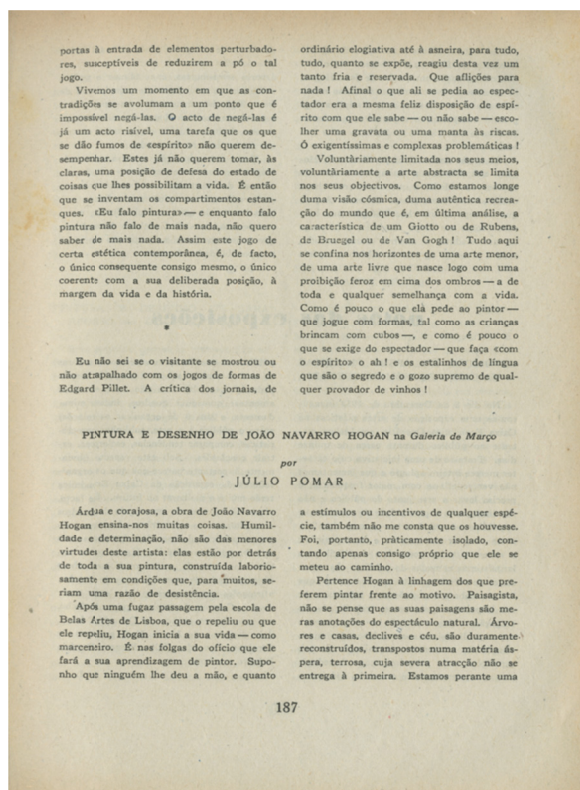 portas à entrada de elementos perturbado-
res, susceptíveis de reduzirem a pó o tal
jogo.
Vivemos um momento em que as con-
tradições se avolumam a um ponto que é
impossível negá-las. O acto de negá-las é
já um acto risível, uma tarefa que os que
se dão fumos de «espírito» não querem de-
sempenhar. Estes já não querem tomar, às
claras, uma posição de defesa do estado de
coisas que lhes possibilitam a vida. É então
que se inventam os compartimentos estan-
ques. «Eu falo pintura» — e enquanto falo
pintura não falo de mais nada, não quero
saber de mais nada. Assim este jogo de
certa estética contemporânea, é, de facto,
o único consequente consigo mesmo, o único
coerente com a sua deliberada posição, à
margem da vida e da história.
*
Eu não sei se o visitante se mostrou ou
não atrapalhado com os jogos de formas de
Edgard Pillet. A crítica dos jornais, de
ordinário elogiativa até à asneira, para tudo,
tudo, quanto se expõe, reagiu desta vez um
tanto fria e reservada. Que aflições para
nada ! Afinal o que ali se pedia ao espec-
tador era a mesma feliz disposição de espí-
rito com que ele sabe — ou não sabe — esco-
lher uma gravata ou uma manta às riscas.
Ó exigentíssimas e complexas problemáticas !
Voluntàriamente limitada nos seus meios,
voluntàriamente a arte abstracta se limita
nos seus objectivos. Como estamos longe
duma visão cósmica, duma autêntica recrea-
ção do mundo que é, em última análise, a
característica de um Giotto ou de Rubens,
de Bruegel ou de Van Gogh ! Tudo aqui
se confina nos horizontes de uma arte menor,
de uma arte livre que nasce logo com uma
proibição feroz em cima dos ombros — a de
toda e qualquer semelhança com a vida.
Como é pouco o que ela pede ao pintor —
que jogue com formas, tal como as crianças
brincam com cubos —, e como é pouco o
que se exige do espectador — que faça «com
o espírito» o ah ! e os estalinhos de língua
que são o segredo e o gozo supremo de qual-
quer provador de vinhos !
PINTURA E DESENHO DE JOÃO NAVARRO HOGAN na Galeria de Março
por
JÚLIO POMAR
Árdua e corajosa, a obra de João Navarro
Hogan ensina-nos muitas coisas. Humil-
dade e determinação, não são das menores
virtudes deste artista: elas estão por detrás
de toda a sua pintura, construída laborio-
samente em condições que, para muitos, se-
riam uma razão de desistência.
Após uma fugaz passagem pela escola de
Belas Artes de Lisboa, que o repeliu ou que
ele repeliu, Hogan inicia a sua vida — como
marceneiro. É nas folgas do ofício que ele
fará a sua aprendizagem de pintor. Supo-
nho que ninguém lhe deu a mão, e quanto
a estímulos ou incentivos de qualquer espé-
cie, também não me consta que os houvesse.
Foi, portanto, pràticamente isolado, con-
tando apenas consigo próprio que ele se
meteu ao caminho.
Pertence Hogan à linhagem dos que pre-
ferem pintar frente ao motivo. Paisagista,
não se pense que as suas paisagens são me-
ras anotações do espectáculo natural. Árvo-
res e casas, declives e céu, são duramente
reconstruídos, transpostos numa matéria ás-
pera, terrosa, cuja severa atracção não se
entrega à primeira. Estamos perante uma
187